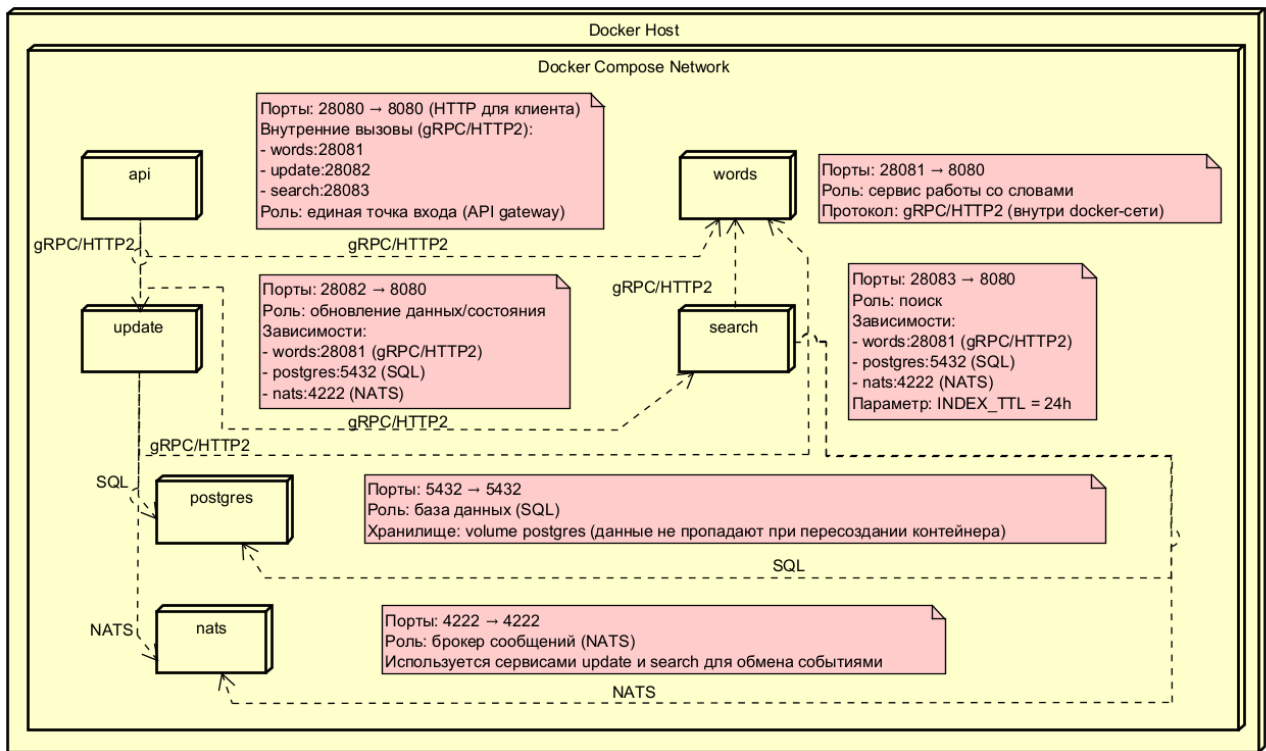 Docker Host
Docker Compose Network
api
Порты: 28080 → 8080 (HTTP для клиента)
Внутренние вызовы (gRPC/HTTP2):
- words:28081
- update:28082
- search:28083
Роль: единая точка входа (API gateway)
words
Порты: 28081 → 8080
Роль: сервис работы со словами
Протокол: gRPC/HTTP2 (внутри docker-сети)
gRPC/HTTP2
gRPC/HTTP2
gRPC/HTTP2
update
Порты: 28082 → 8080
Роль: обновление данных/состояния
Зависимости:
- words:28081 (gRPC/HTTP2)
- postgres:5432 (SQL)
- nats:4222 (NATS)
search
Порты: 28083 → 8080
Роль: поиск
Зависимости:
- words:28081 (gRPC/HTTP2)
- postgres:5432 (SQL)
- nats:4222 (NATS)
Параметр: INDEX_TTL = 24h
gRPC/HTTP2
gRPC/HTTP2
SQL
postgres
Порты: 5432 → 5432
Роль: база данных (SQL)
Хранилище: volume postgres (данные не пропадают при пересоздании контейнера)
SQL
NATS
nats
Порты: 4222 → 4222
Роль: брокер сообщений (NATS)
Используется сервисами update и search для обмена событиями
NATS